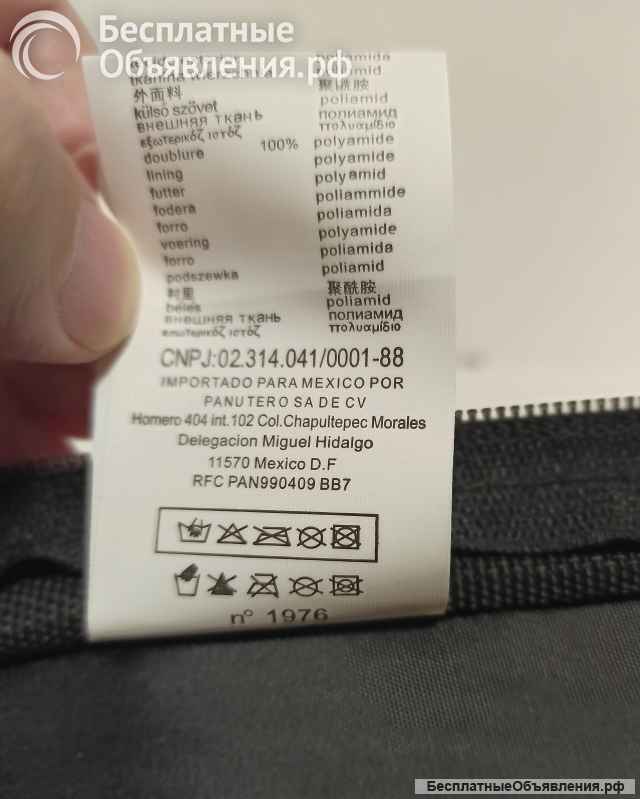 Бесплатные
Объявления.рф
polyamida
tkanina zewnetrzna poliamid
外面料 聚酰胺
külső szövet poliamid
внешняя ткань полиамид
εξωτερικός ιστός πολυαμίδιο
doublure 100% polyamide
lining polyamide
futter polyamid
fodera poliammide
forro poliamida
voering polyamide
forro poliamida
podszewka poliamid
衬里 聚酰胺
beles poliamid
внешняя ткань полиамид
εσωτερικός ιστός πολυαμίδιο
CNPJ:02.314.041/0001-88
IMPORTADO PARA MEXICO POR
PANUTERO SA DE CV
Homero 404 int.102 Col.Chapultepec Morales
Delegacion Miguel Hidalgo
11570 Mexico D.F
RFC PAN990409 BB7
n° 1976
БесплатныеОбъявления.рф